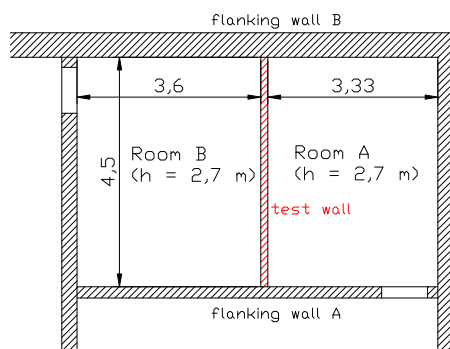 flanking wall B
3,6
3,33
4,5
Room B
(h = 2,7 m)
Room A
(h = 2,7 m)
test wall
flanking wall A